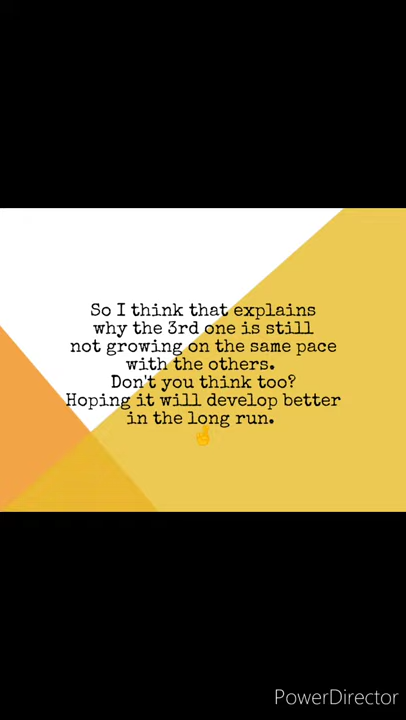 So I think that explains
why the 3rd one is still
not growing on the same pace
with the others.
Don't you think too?
Hoping it will develop better
in the long run.
PowerDirector